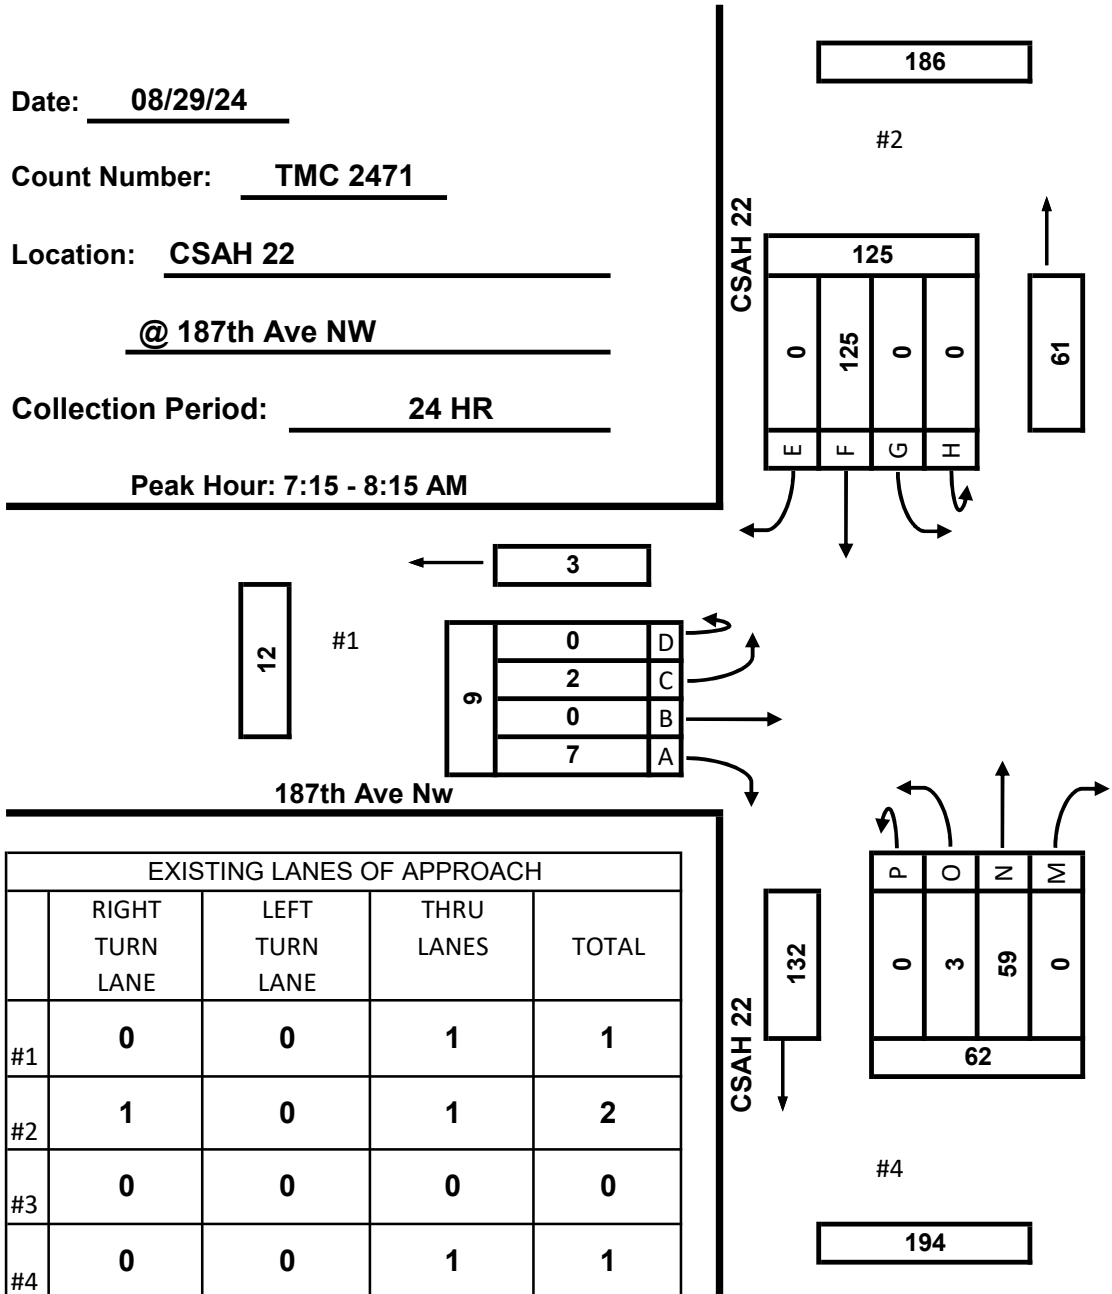 Date: 08/29/24
Count Number: TMC 2471
Location: CSAH 22
@ 187th Ave NW
Collection Period: 24 HR
Peak Hour: 7:15 - 8:15 AM
186
#2
CSAH 22
125
0 125 0 0
E F G H
61
3
12
#1
9
0 D
2 C
0 B
7 A
187th Ave Nw
EXISTING LANES OF APPROACH
RIGHT TURN LANE LEFT TURN LANE THRU LANES TOTAL
#1 0 0 1 1
#2 1 0 1 2
#3 0 0 0 0
#4 0 0 1 1
CSAH 22
132
P O N M
0 3 59 0
62
#4
194